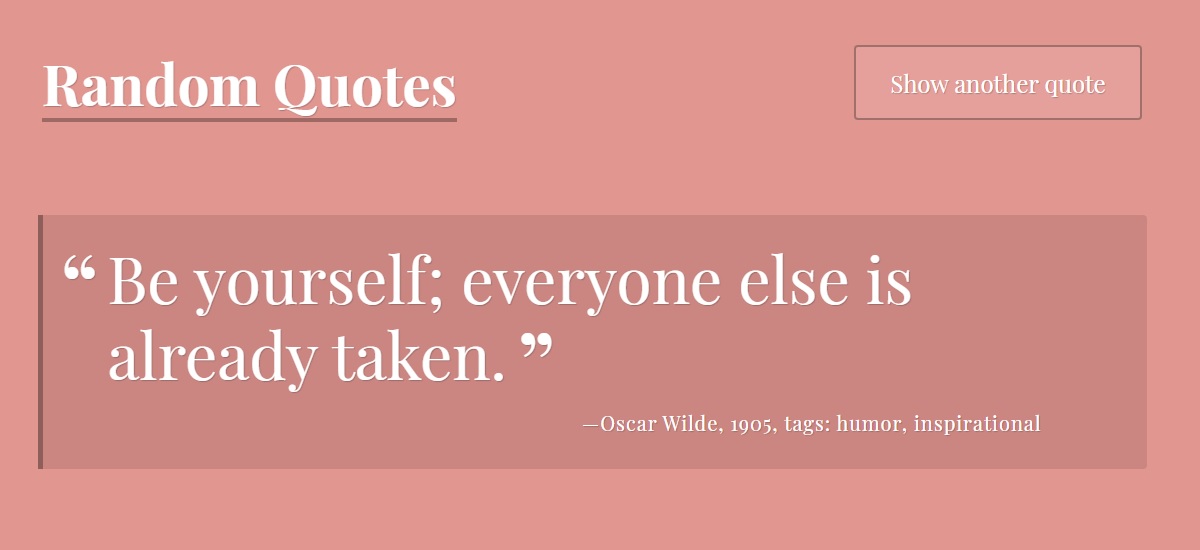 Random Quotes
Show another quote
“ Be yourself; everyone else is
already taken. ”
—Oscar Wilde, 1905, tags: humor, inspirational